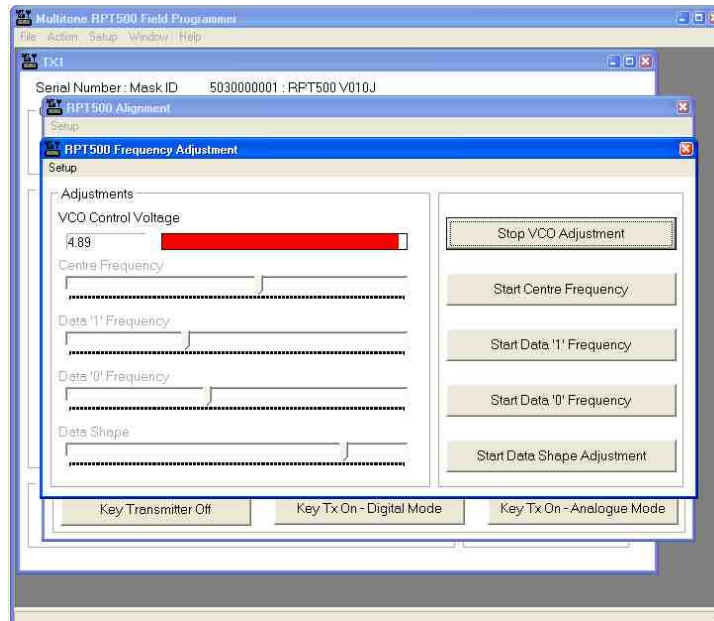 Multitone RPT500 Field Programmer
File Action Setup Window Help
TX1
Serial Number : Mask ID 5030000001 : RPT500 V010J
RPT500 Alignment
Setup
RPT500 Frequency Adjustment
Setup
Adjustments
VCO Control Voltage
4.89
Stop VCO Adjustment
Centre Frequency
Start Centre Frequency
Data '1' Frequency
Start Data '1' Frequency
Data '0' Frequency
Start Data '0' Frequency
Data Shape
Start Data Shape Adjustment
Key Transmitter Off
Key Tx On - Digital Mode
Key Tx On - Analogue Mode